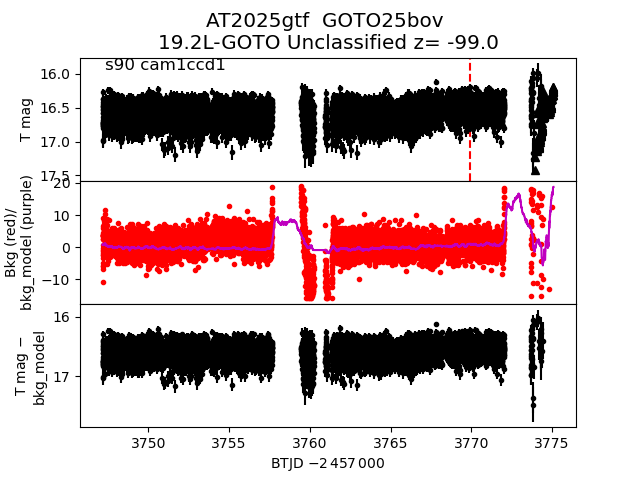 AT2025gtf  GOTO25bov
19.2L-GOTO Unclassified z= -99.0
s90 cam1ccd1
16.0
16.5
17.0
17.5
T mag
20
10
0
−10
Bkg (red)/
bkg_model (purple)
16
17
T mag −
bkg_model
3750
3755
3760
3765
3770
3775
BTJD −2 457 000